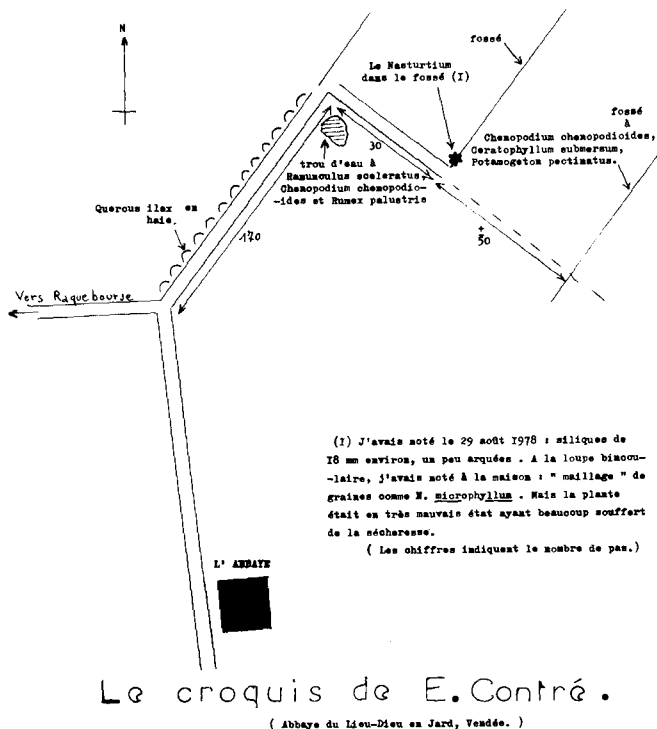 N
fossé
Le Nasturtium
dans le fossé (I)
fossé
à
Chenopodium chenopodioides,
Ceratophyllum submersum,
Potamogeton pectinatus.
30
trou d'eau à
Ranunculus sceleratus,
Chenopodium chenopodio-
-ides et Rumex palustris
Quercus ilex en
haie.
170
±
50
Vers Raquebourse
(I) J'avais noté le 29 août 1978 : siliques de
18 mm environ, un peu arquées . A la loupe binocu-
-laire, j'avais noté à la maison : " maillage " de
graines comme N. microphyllum . Mais la plante
était en très mauvais état ayant beaucoup souffert
de la sécheresse.
( Les chiffres indiquent le nombre de pas.)
L' ABBAYE
Le croquis de E. Contré .
( Abbaye du Lieu-Dieu en Jard, Vendée. )